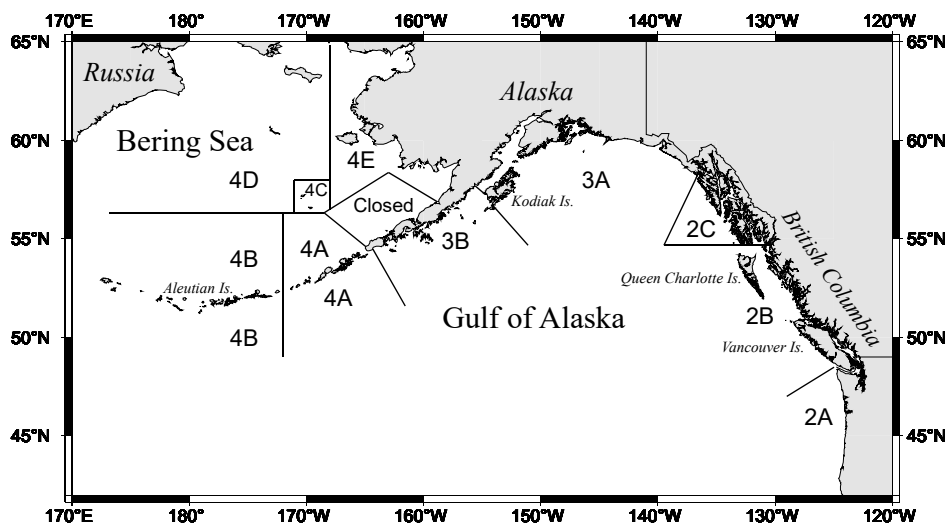 170°E 180° 170°W 160°W 150°W 140°W 130°W 120°W
65°N 65°N
Russia
Alaska
Bering Sea
60°N 60°N
4E
4D
4C
3A
Closed
Kodiak Is.
55°N 55°N
4A
3B
2C
British Columbia
4B
Aleutian Is.
4A
Queen Charlotte Is.
Gulf of Alaska
2B
50°N 50°N
4B
Vancouver Is.
2A
45°N 45°N
170°E 180° 170°W 160°W 150°W 140°W 130°W 120°W